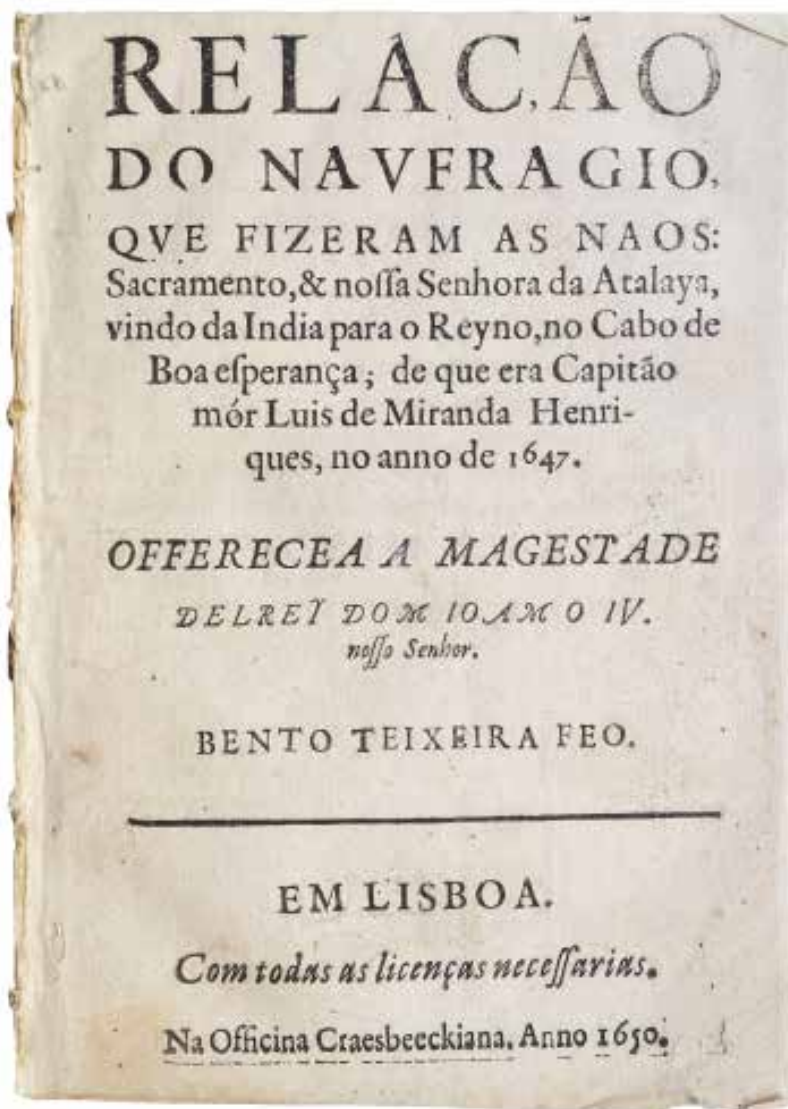 RELAC,ÃO
DO NAVFRAGIO,
QVE FIZERAM AS NAOS:
Sacramento,& noſſa Senhora da Atalaya,
vindo da India para o Reyno,no Cabo de
Boa eſperança; de que era Capitão
mór Luis de Miranda Henri-
ques, no anno de 1647.
OFFERECEA A MAGESTADE
DELREY DOM IOAM O IV.
noſſo Senhor.
BENTO TEIXEIRA FEO.
EM LISBOA.
Com todas as licenças neceſſarias.
Na Officina Craesbeeckiana. Anno 1650.